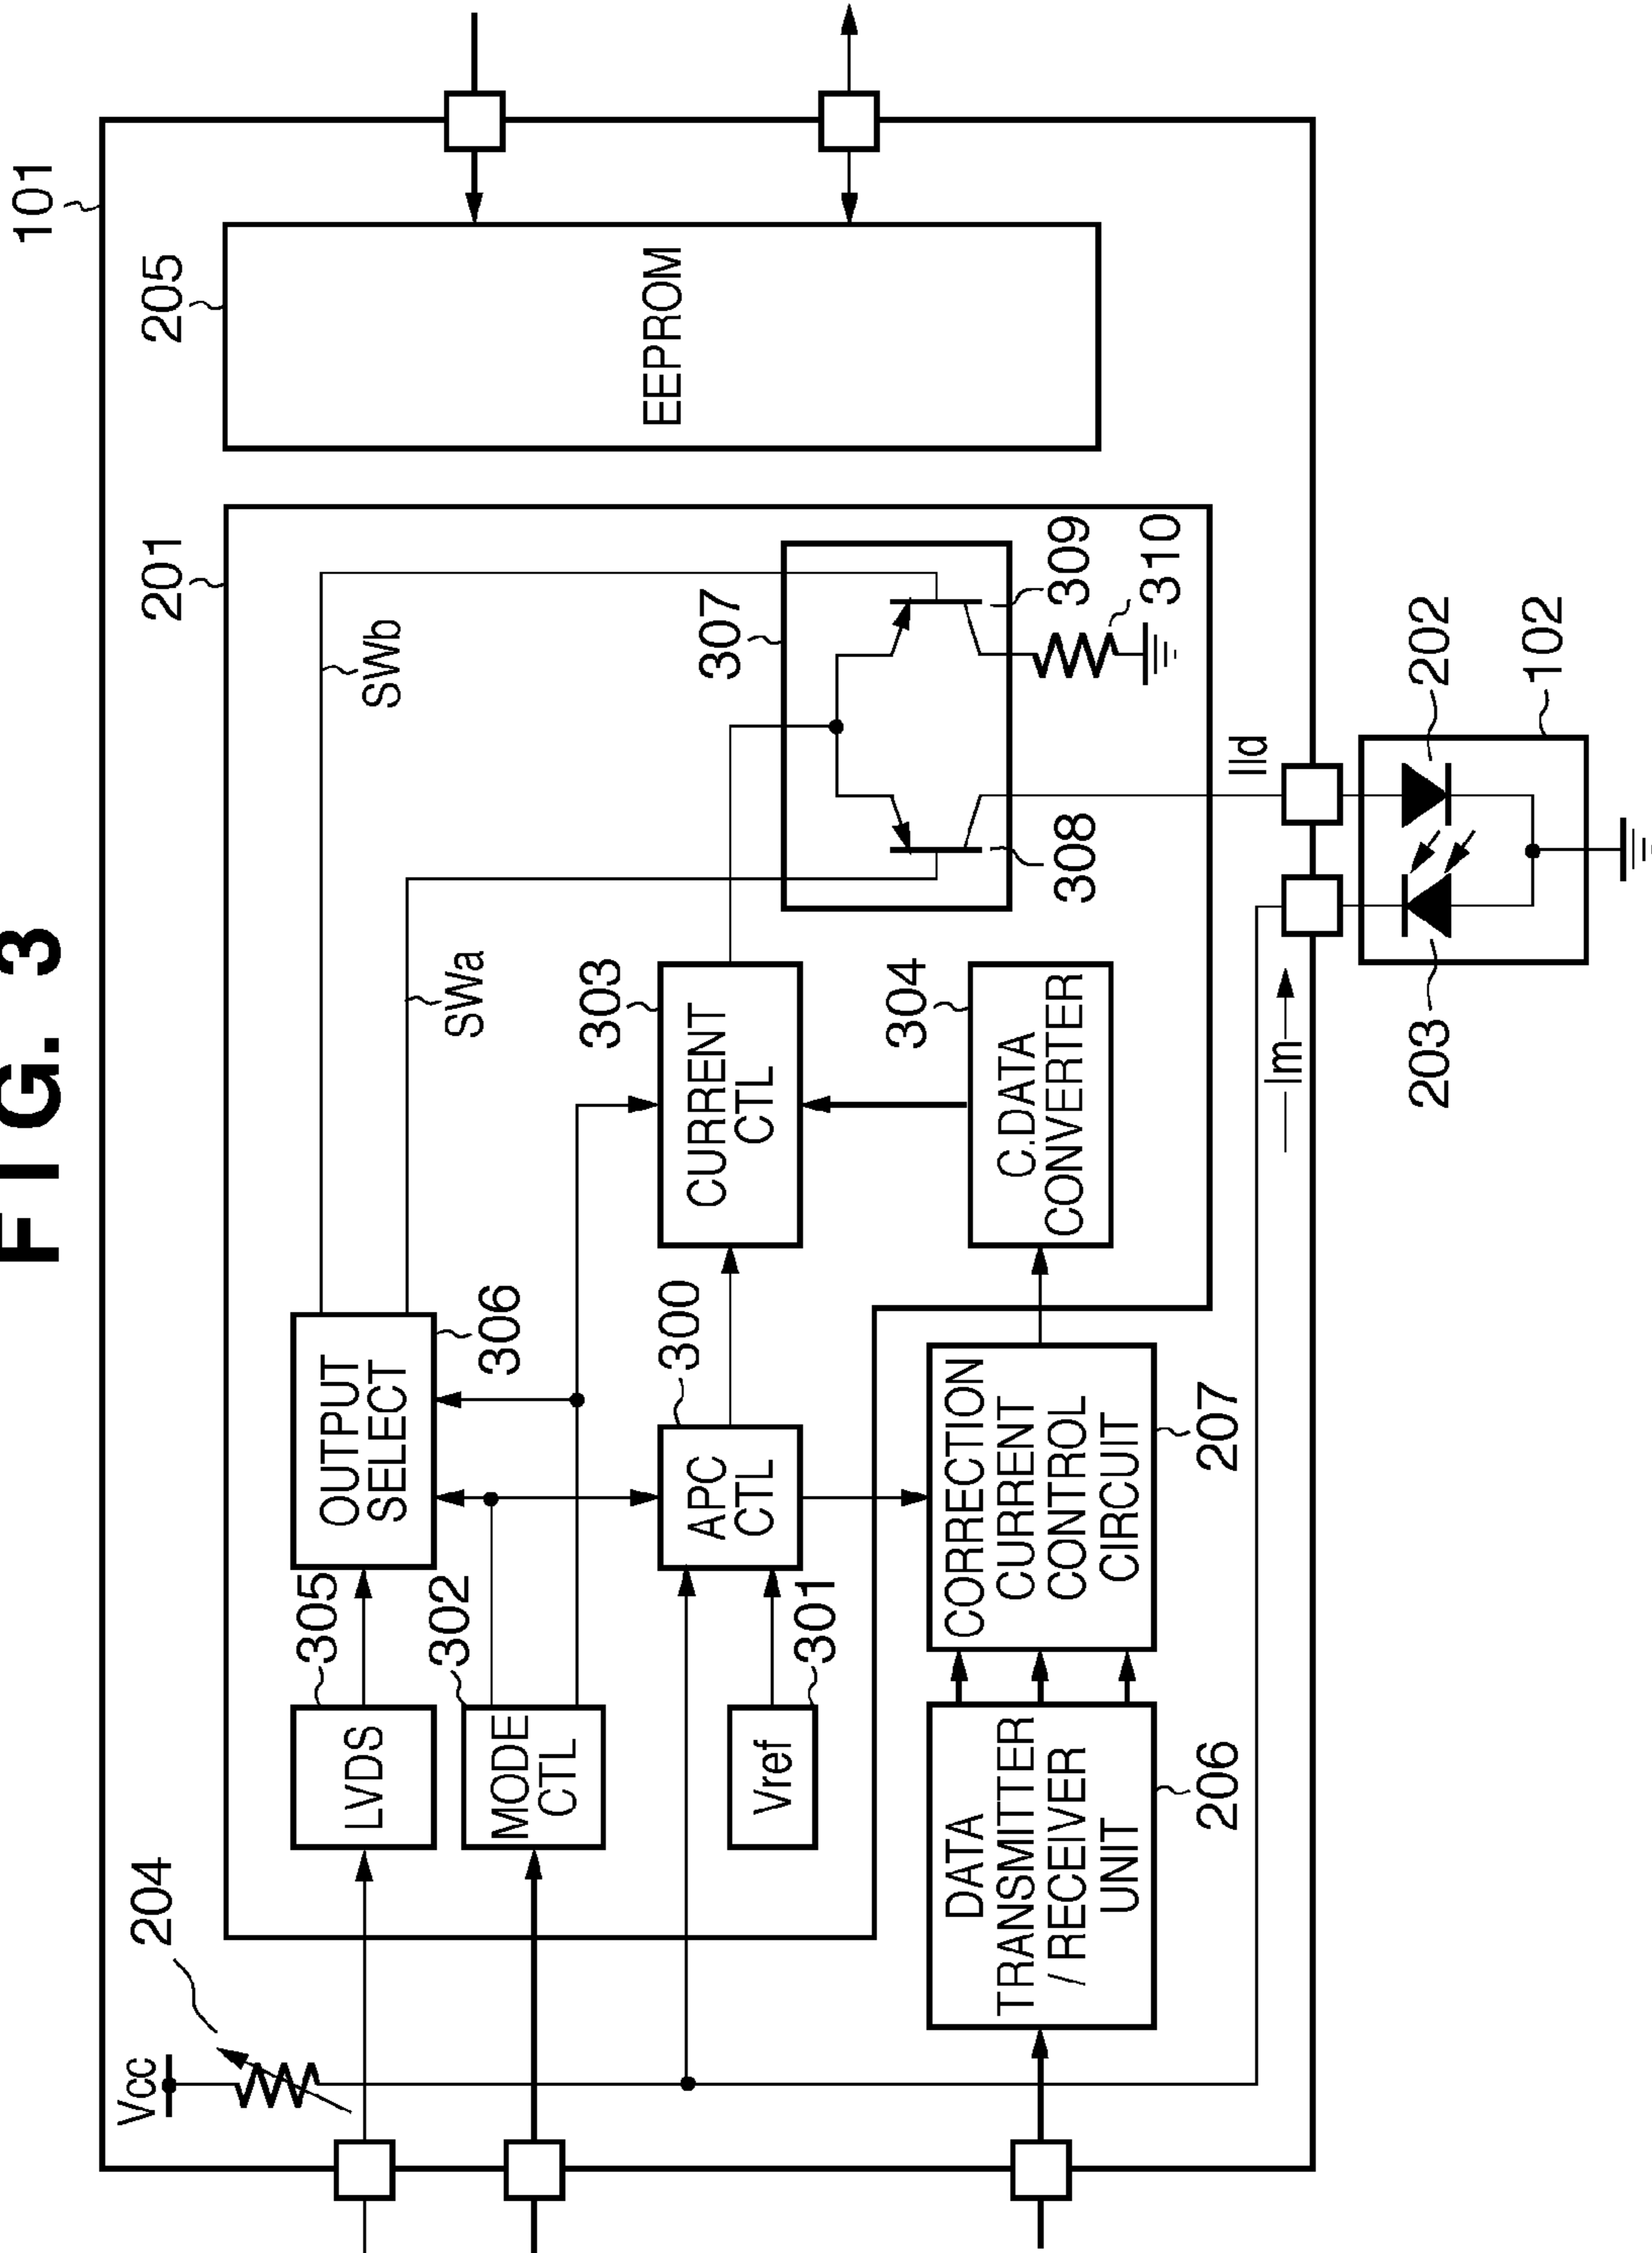 FIG. 3
101
Vcc
204
201
205
LVDS
305
OUTPUT
SELECT
306
SWb
SWa
MODE
CTL
302
Vref
301
APC
CTL
300
CURRENT
CTL
303
307
308
309
310
EEPROM
C.DATA
CONVERTER
304
DATA
TRANSMITTER
/RECEIVER
UNIT
206
CORRECTION
CURRENT
CONTROL
CIRCUIT
207
Im
Ild
203
202
102